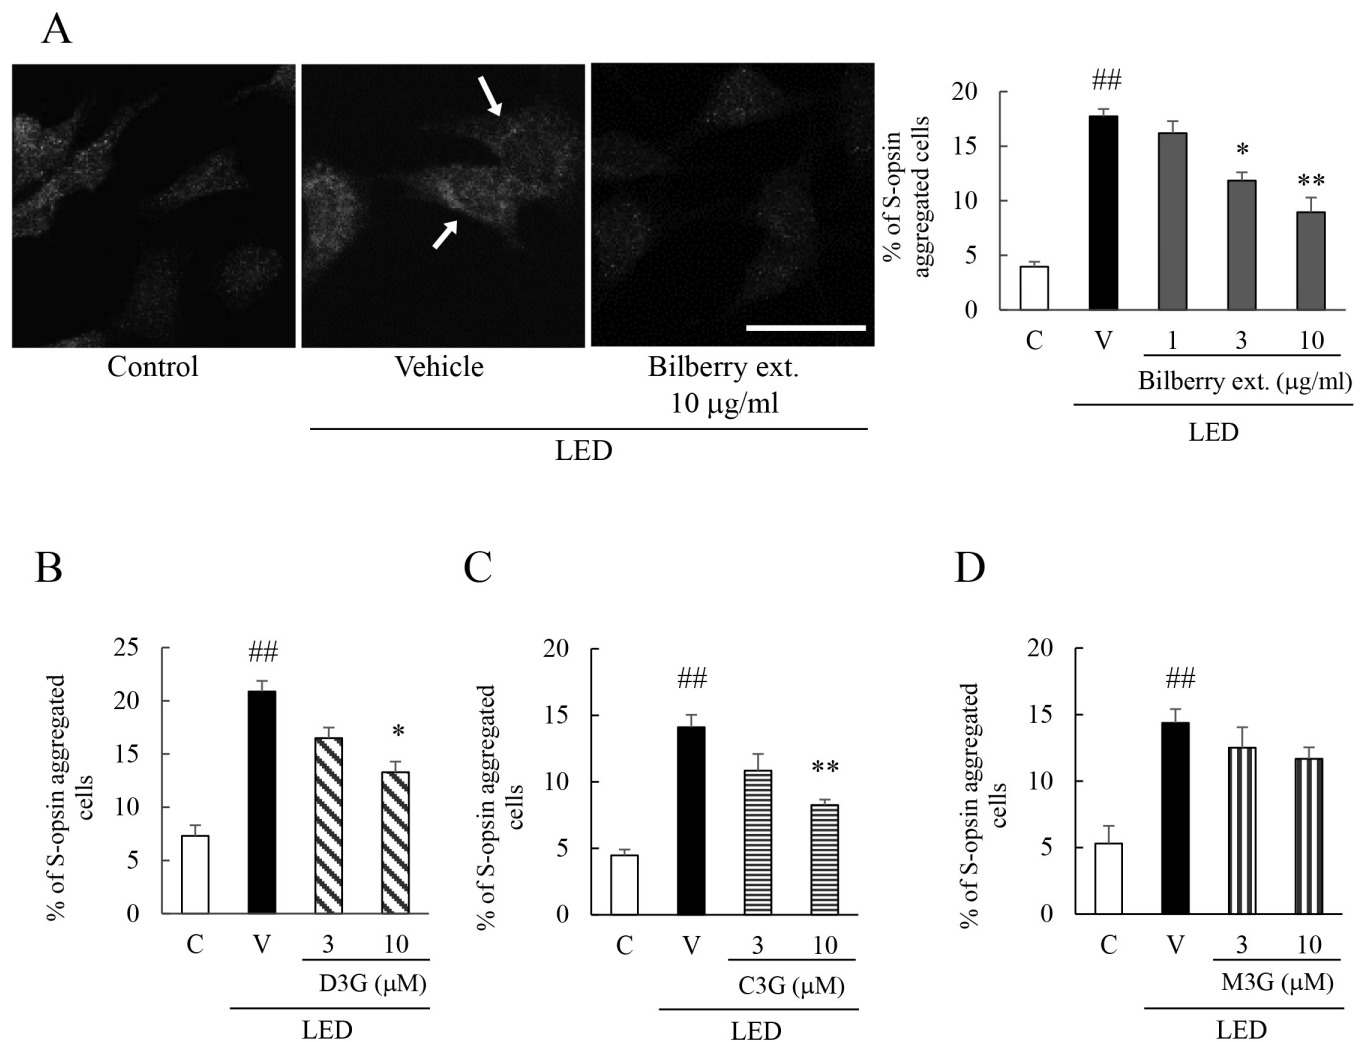 A
Control
Vehicle
Bilberry ext.
10 μg/ml
LED
% of S-opsin
aggregated cells
20
15
10
5
0
##
*
**
C V 1 3 10
Bilberry ext. (μg/ml)
LED
B
% of S-opsin aggregated
cells
25
20
15
10
5
0
##
*
C V 3 10
D3G (μM)
LED
C
% of S-opsin aggregated
cells
20
15
10
5
0
##
**
C V 3 10
C3G (μM)
LED
D
% of S-opsin aggregated
cells
20
15
10
5
0
##
C V 3 10
M3G (μM)
LED